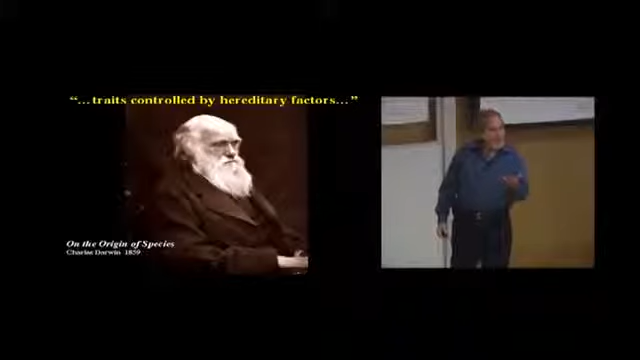 "...traits controlled by hereditary factors..."
On the Origin of Species
Charles Darwin 1859